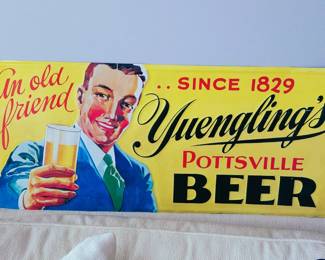 An old
friend
.. SINCE 1829
Yuengling's
POTTSVILLE
BEER